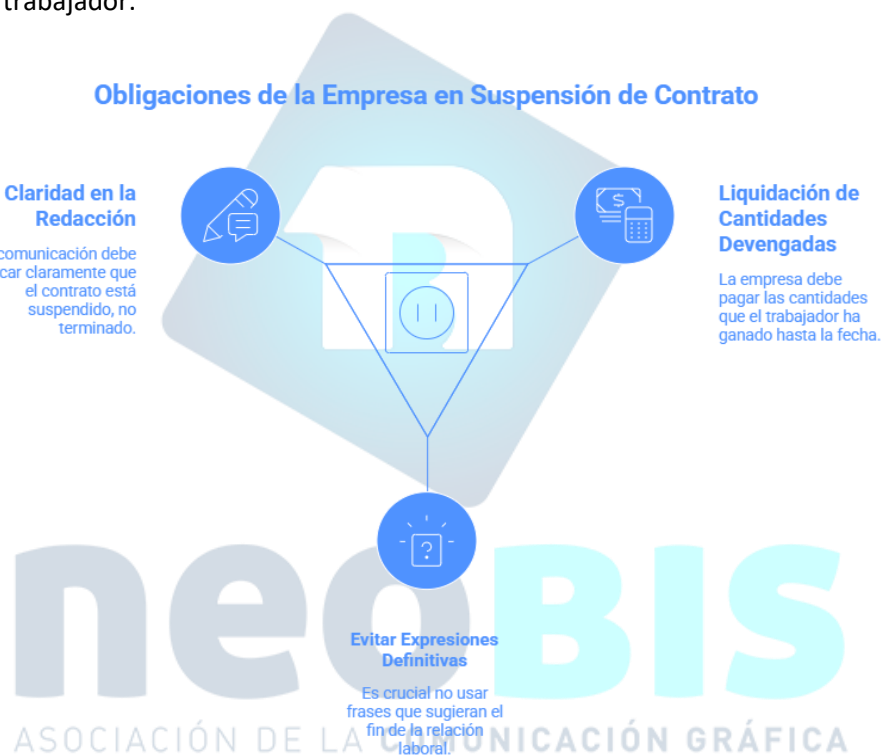 trabajador.
Obligaciones de la Empresa en Suspensión de Contrato
Claridad en la
Redacción
comunicación debe
car claramente que
el contrato está
suspendido, no
terminado.
Liquidación de
Cantidades
Devengadas
La empresa debe
pagar las cantidades
que el trabajador ha
ganado hasta la fecha.
$
?
Evitar Expresiones
Definitivas
Es crucial no usar
frases que sugieran el
fin de la relación
laboral.
neoBIS
ASOCIACIÓN DE LA COMUNICACIÓN GRÁFICA